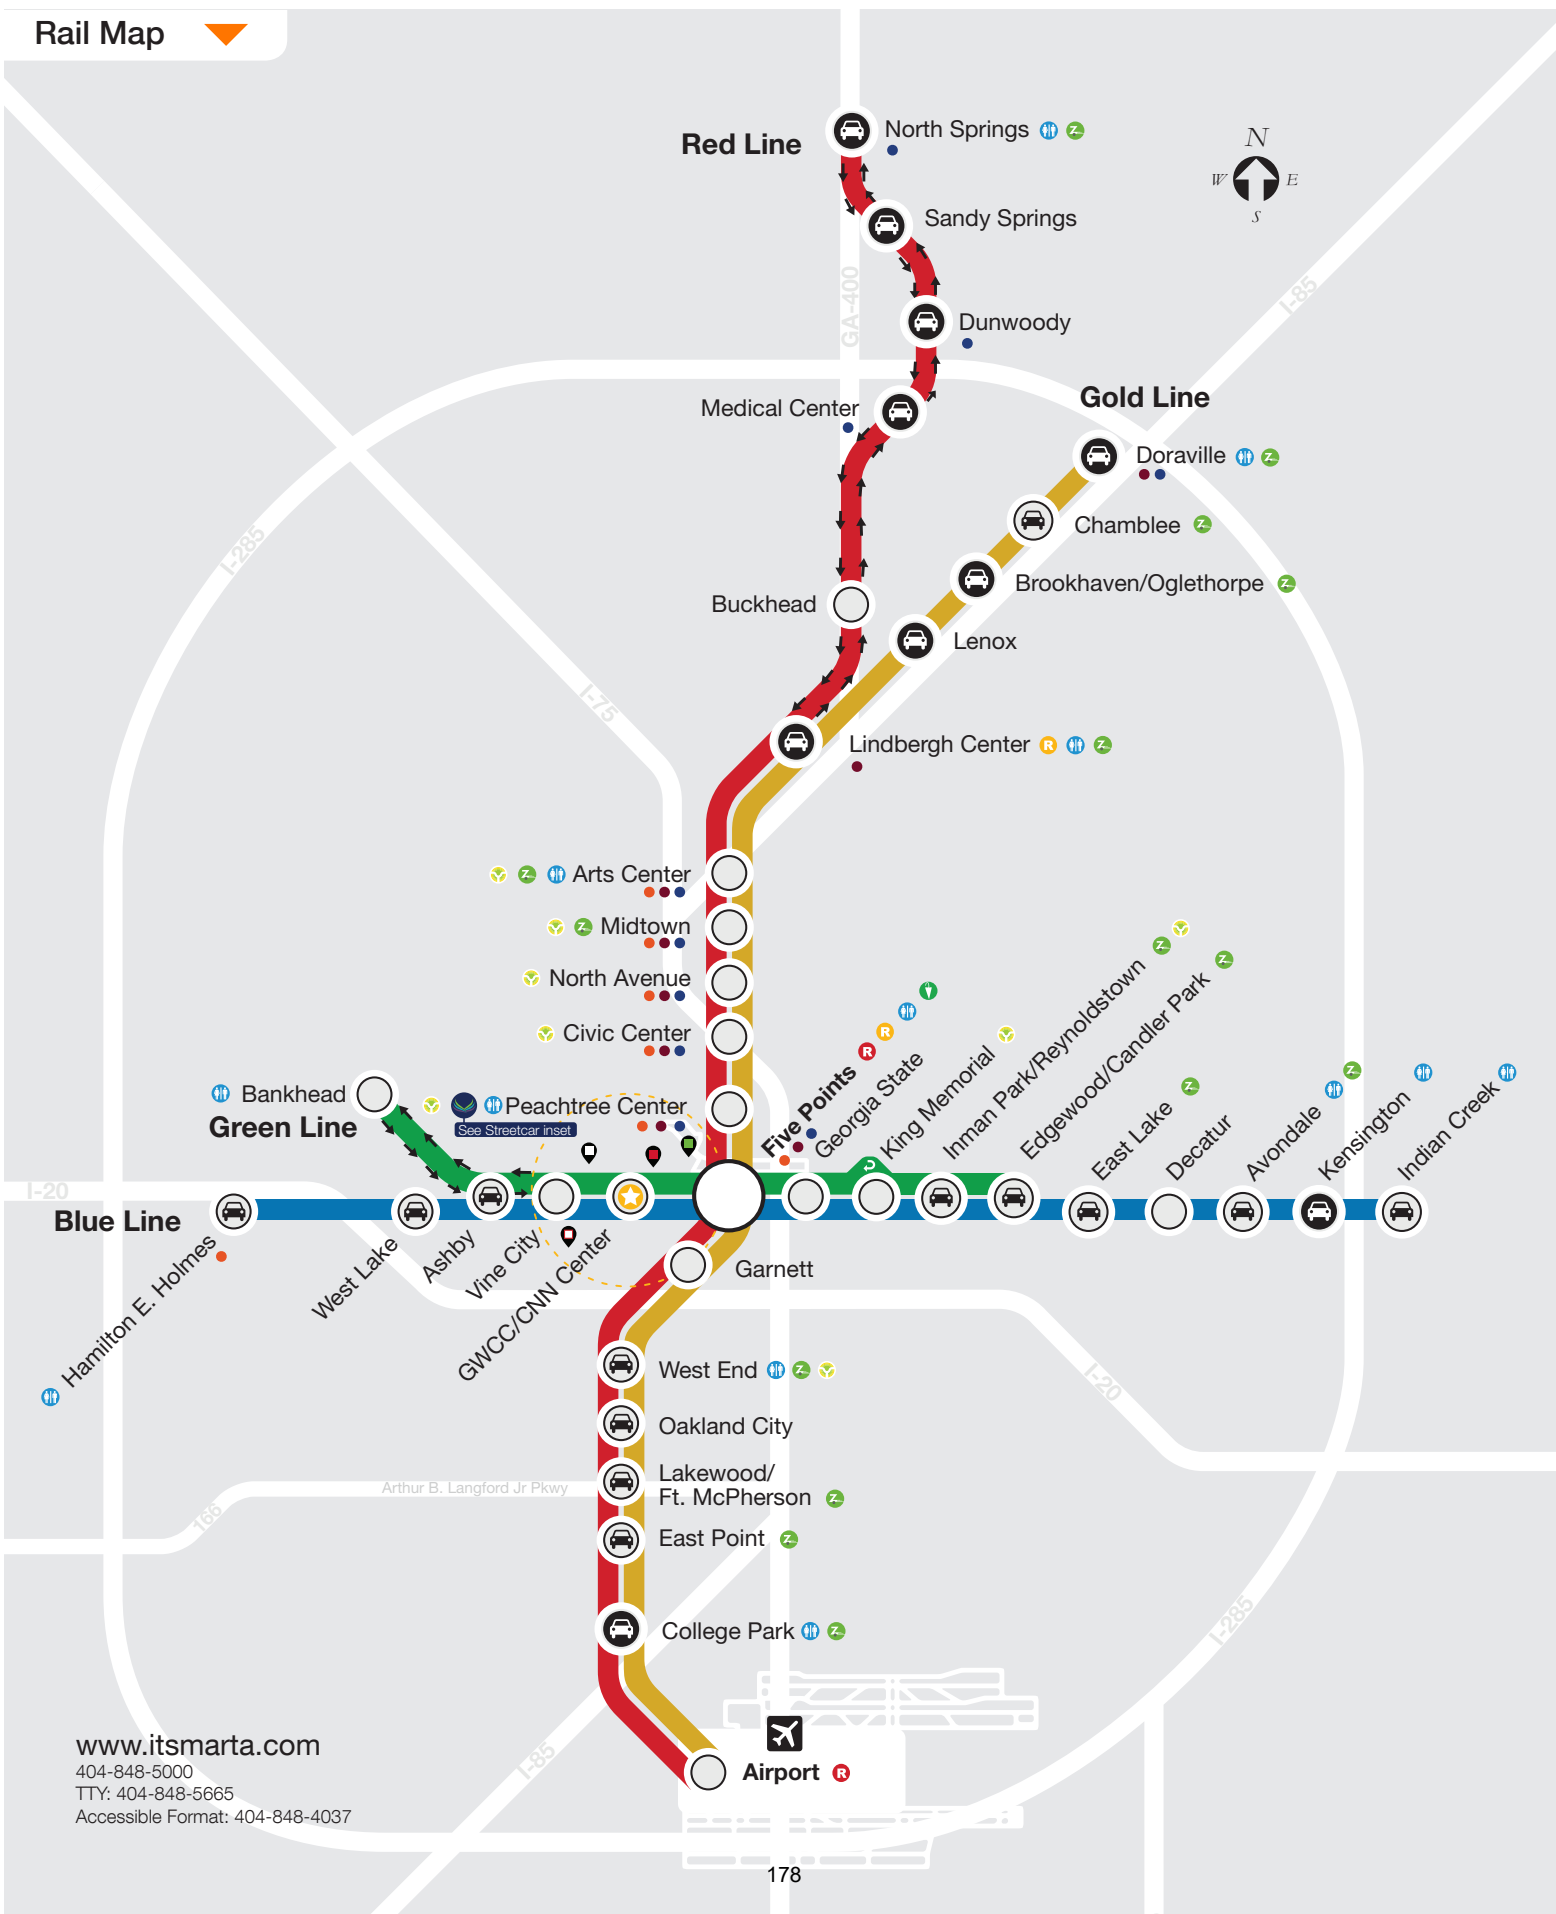 Rail Map
Red Line
North Springs
N
W
E
S
Sandy Springs
GA-400
I-85
Dunwoody
Medical Center
Gold Line
Doraville
Chamblee
I-285
Brookhaven/Oglethorpe
Buckhead
Lenox
I-75
Lindbergh Center R
Arts Center
Midtown
North Avenue
Civic Center
Bankhead
Green Line
Peachtree Center
See Streetcar inset
R
R
Five Points
Georgia State
King Memorial
Inman Park/Reynoldstown
Edgewood/Candler Park
East Lake
Decatur
Avondale
Kensington
Indian Creek
I-20
Blue Line
Hamilton E. Holmes
West Lake
Ashby
Vine City
GWCC/CNN Center
Garnett
West End
I-20
Oakland City
Lakewood/
Ft. McPherson
Arthur B. Langford Jr Pkwy
166
East Point
College Park
I-285
I-85
Airport R
www.itsmarta.com
404-848-5000
TTY: 404-848-5665
Accessible Format: 404-848-4037
178